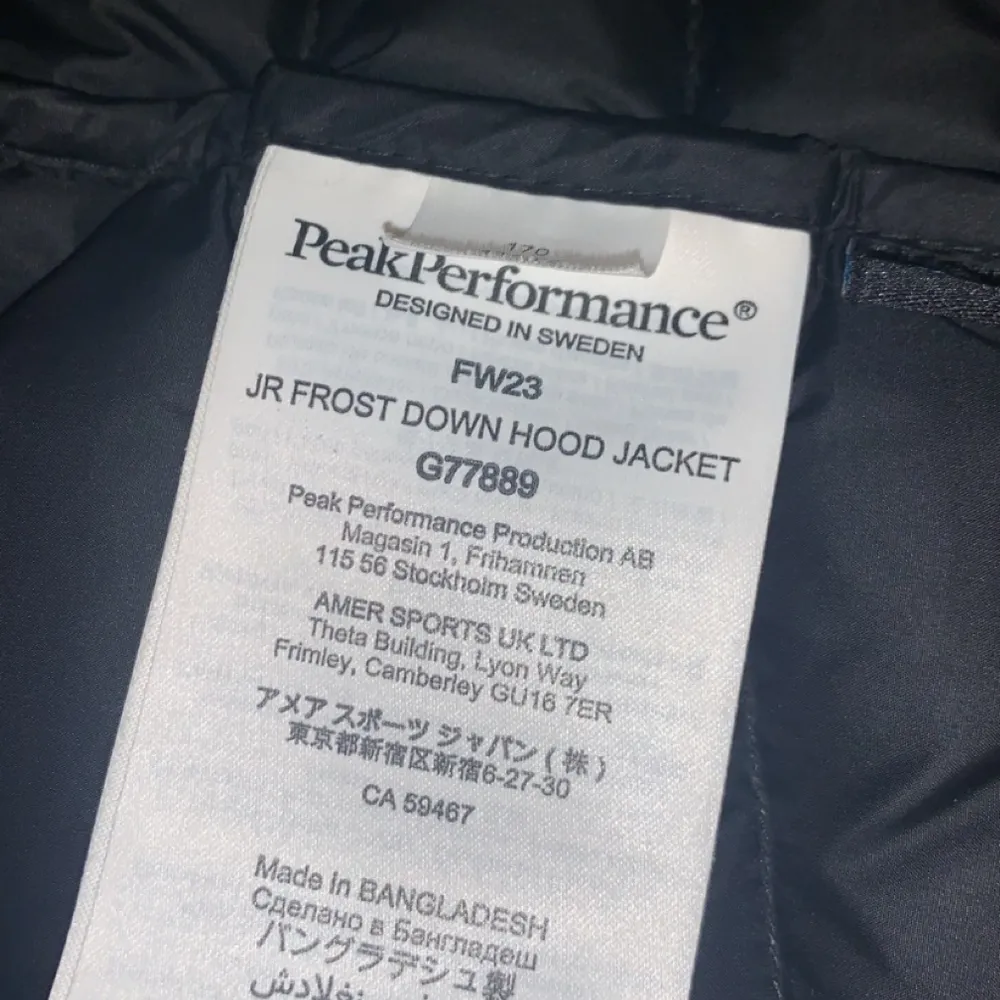 170
PeakPerformance®
DESIGNED IN SWEDEN
FW23
JR FROST DOWN HOOD JACKET
G77889
Peak Performance Production AB
Magasin 1, Frihamnen
115 56 Stockholm Sweden
AMER SPORTS UK LTD
Theta Building, Lyon Way
Frimley, Camberley GU16 7ER
アメア スポーツ ジャパン ( 株 )
東京都新宿区新宿6-27-30
CA 59467
Made In BANGLADESH
Сделано в Бангладеш
バングラデシュ製